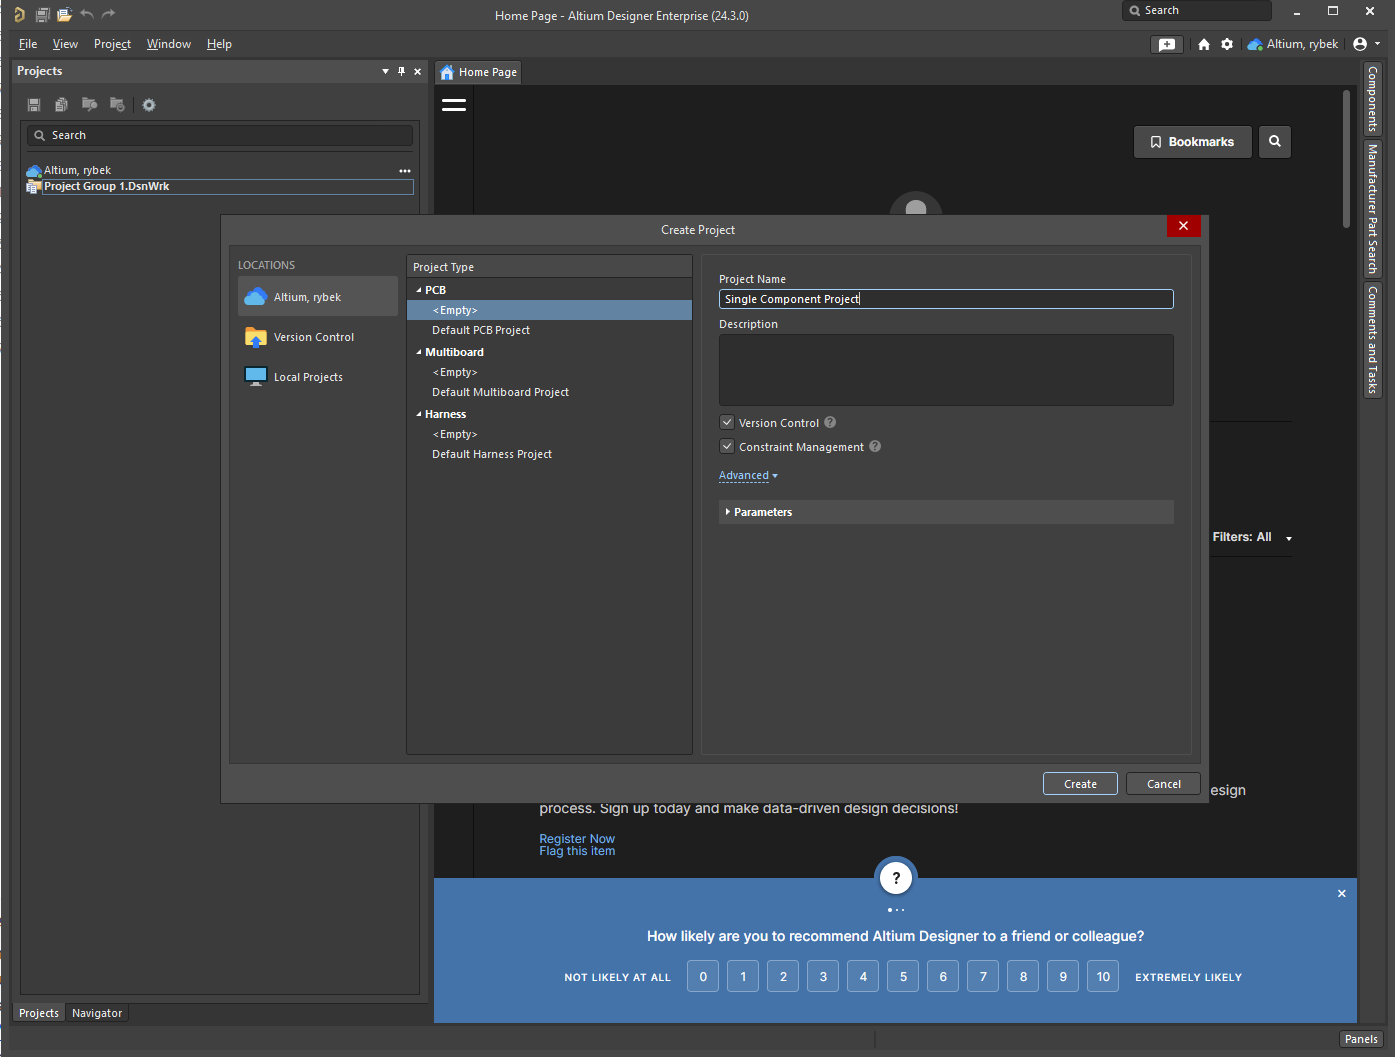 Home Page - Altium Designer Enterprise (24.3.0)
Search
File View Project Window Help
Altium, rybek
Projects
Home Page
Search
Altium, rybek
Project Group 1.DsnWrk
Bookmarks
Components
Manufacturer Part Search
Comments and Tasks
Create Project
LOCATIONS
Altium, rybek
Version Control
Local Projects
Project Type
PCB
<Empty>
Default PCB Project
Multiboard
<Empty>
Default Multiboard Project
Harness
<Empty>
Default Harness Project
Project Name
Single Component Project
Description
Version Control ?
Constraint Management ?
Advanced
Parameters
Filters: All
Create Cancel
esign
process. Sign up today and make data-driven design decisions!
Register Now
Flag this item
?
How likely are you to recommend Altium Designer to a friend or colleague?
NOT LIKELY AT ALL 0 1 2 3 4 5 6 7 8 9 10 EXTREMELY LIKELY
Projects Navigator
Panels